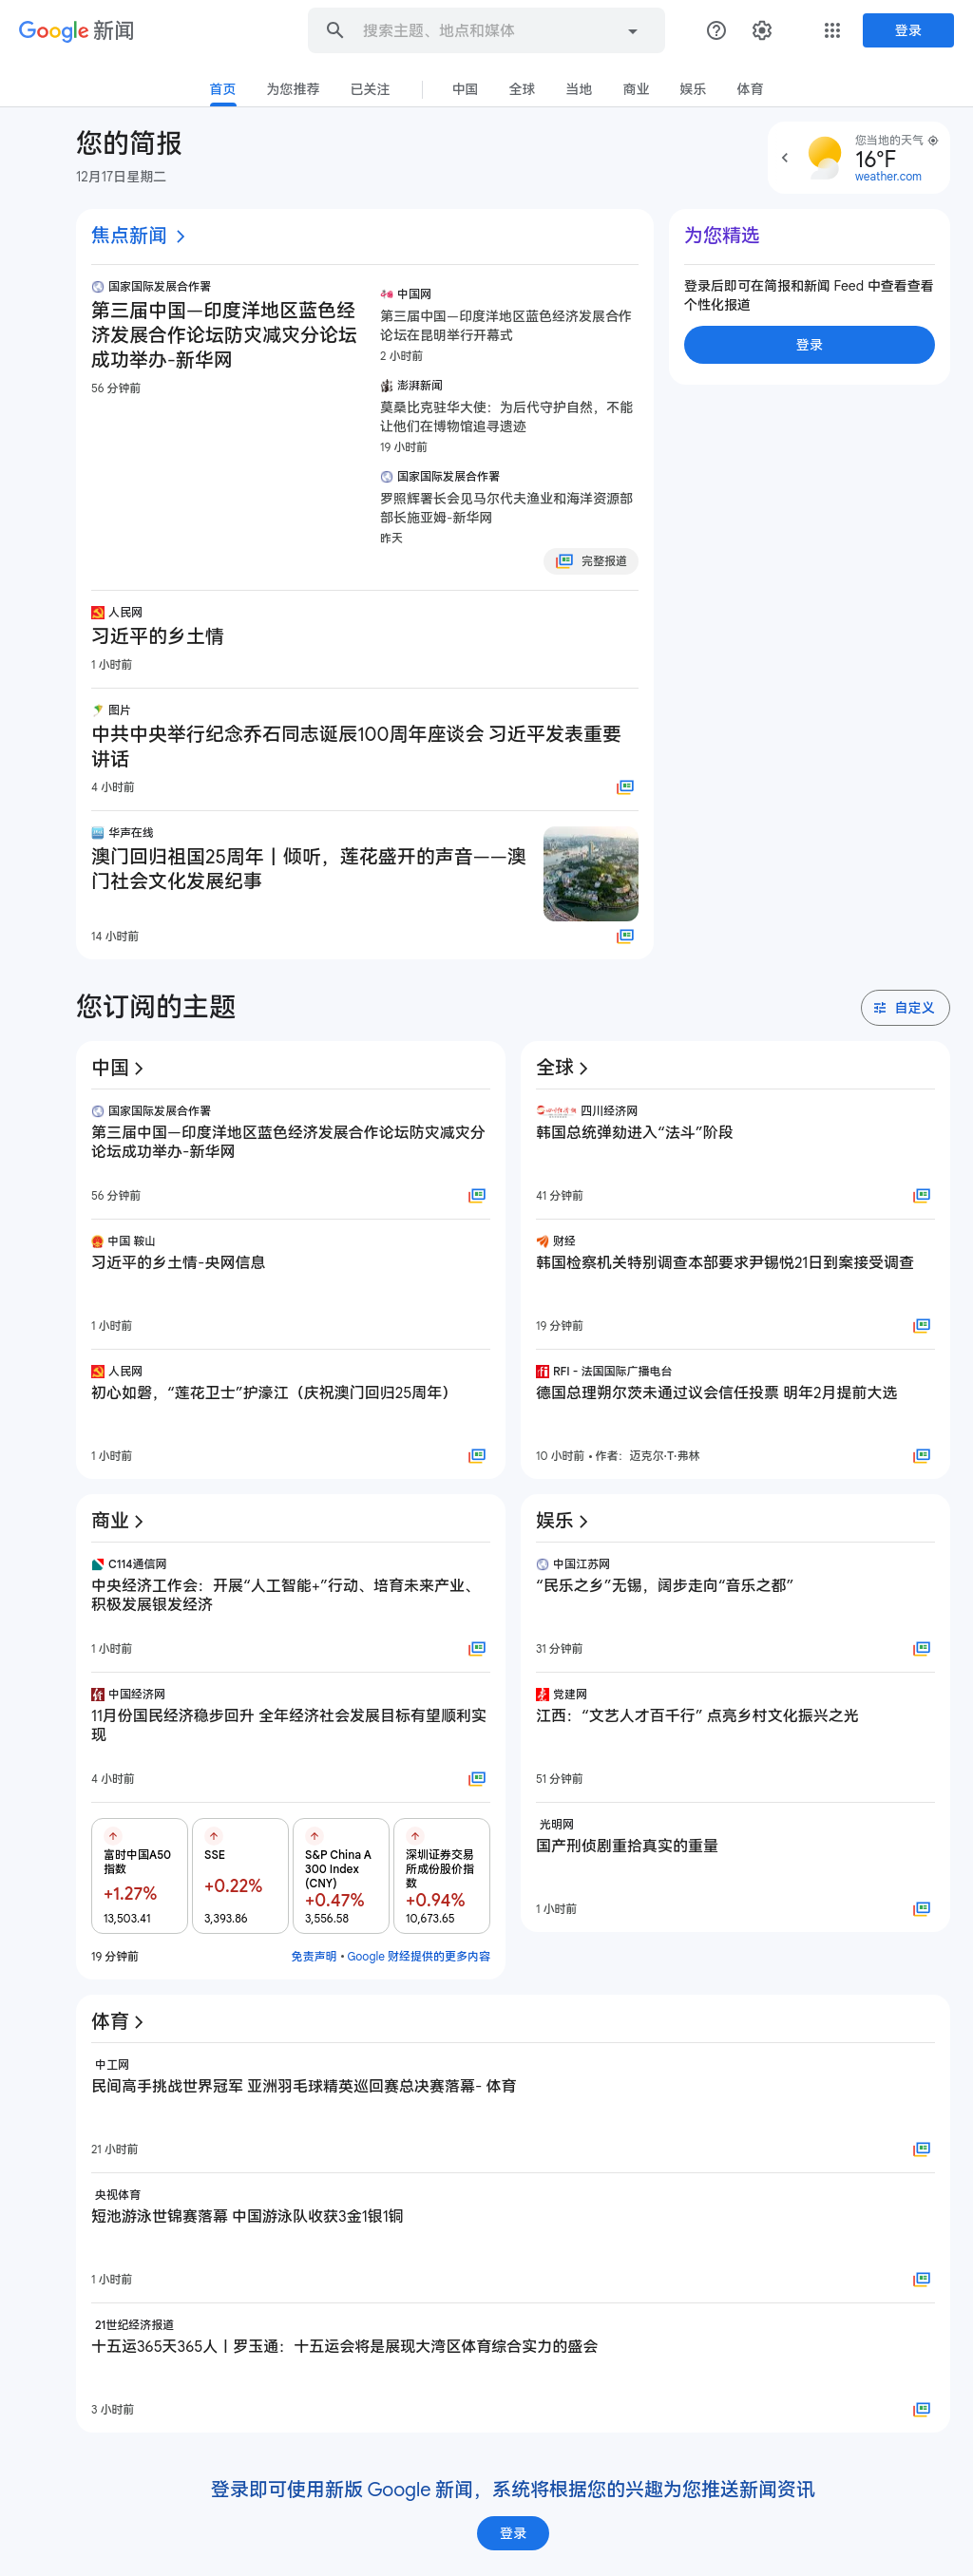 Google 新闻
搜索主题、地点和媒体
登录
首页
为您推荐
已关注
中国
全球
当地
商业
娱乐
体育
您的简报
12月17日星期二
您当地的天气
16°F
weather.com
焦点新闻
国家国际发展合作署
第三届中国—印度洋地区蓝色经
济发展合作论坛防灾减灾分论坛
成功举办-新华网
56 分钟前
中国网
第三届中国—印度洋地区蓝色经济发展合作
论坛在昆明举行开幕式
2 小时前
澎湃新闻
莫桑比克驻华大使：为后代守护自然，不能
让他们在博物馆追寻遗迹
19 小时前
国家国际发展合作署
罗照辉署长会见马尔代夫渔业和海洋资源部
部长施亚姆-新华网
昨天
完整报道
人民网
习近平的乡土情
1 小时前
图片
中共中央举行纪念乔石同志诞辰100周年座谈会 习近平发表重要
讲话
4 小时前
华声在线
澳门回归祖国25周年丨倾听，莲花盛开的声音——澳
门社会文化发展纪事
14 小时前
为您精选
登录后即可在简报和新闻 Feed 中查看查看
个性化报道
登录
您订阅的主题
自定义
中国
国家国际发展合作署
第三届中国—印度洋地区蓝色经济发展合作论坛防灾减灾分
论坛成功举办-新华网
56 分钟前
中国 鞍山
习近平的乡土情-央网信息
1 小时前
人民网
初心如磐，“莲花卫士”护濠江（庆祝澳门回归25周年）
1 小时前
全球
四川经济网
韩国总统弹劾进入“法斗”阶段
41 分钟前
财经
韩国检察机关特别调查本部要求尹锡悦21日到案接受调查
19 分钟前
RFI - 法国国际广播电台
德国总理朔尔茨未通过议会信任投票 明年2月提前大选
10 小时前 • 作者：迈克尔·T·弗林
商业
C114通信网
中央经济工作会：开展“人工智能+”行动、培育未来产业、
积极发展银发经济
1 小时前
中国经济网
11月份国民经济稳步回升 全年经济社会发展目标有望顺利实
现
4 小时前
富时中国A50
指数
+1.27%
13,503.41
SSE
+0.22%
3,393.86
S&P China A
300 Index
(CNY)
+0.47%
3,556.58
深圳证券交易
所成份股价指
数
+0.94%
10,673.65
19 分钟前
免责声明 • Google 财经提供的更多内容
娱乐
中国江苏网
“民乐之乡”无锡，阔步走向“音乐之都”
31 分钟前
党建网
江西：“文艺人才百千行” 点亮乡村文化振兴之光
51 分钟前
光明网
国产刑侦剧重拾真实的重量
1 小时前
体育
中工网
民间高手挑战世界冠军 亚洲羽毛球精英巡回赛总决赛落幕- 体育
21 小时前
央视体育
短池游泳世锦赛落幕 中国游泳队收获3金1银1铜
1 小时前
21世纪经济报道
十五运365天365人丨罗玉通：十五运会将是展现大湾区体育综合实力的盛会
3 小时前
登录即可使用新版 Google 新闻，系统将根据您的兴趣为您推送新闻资讯
登录